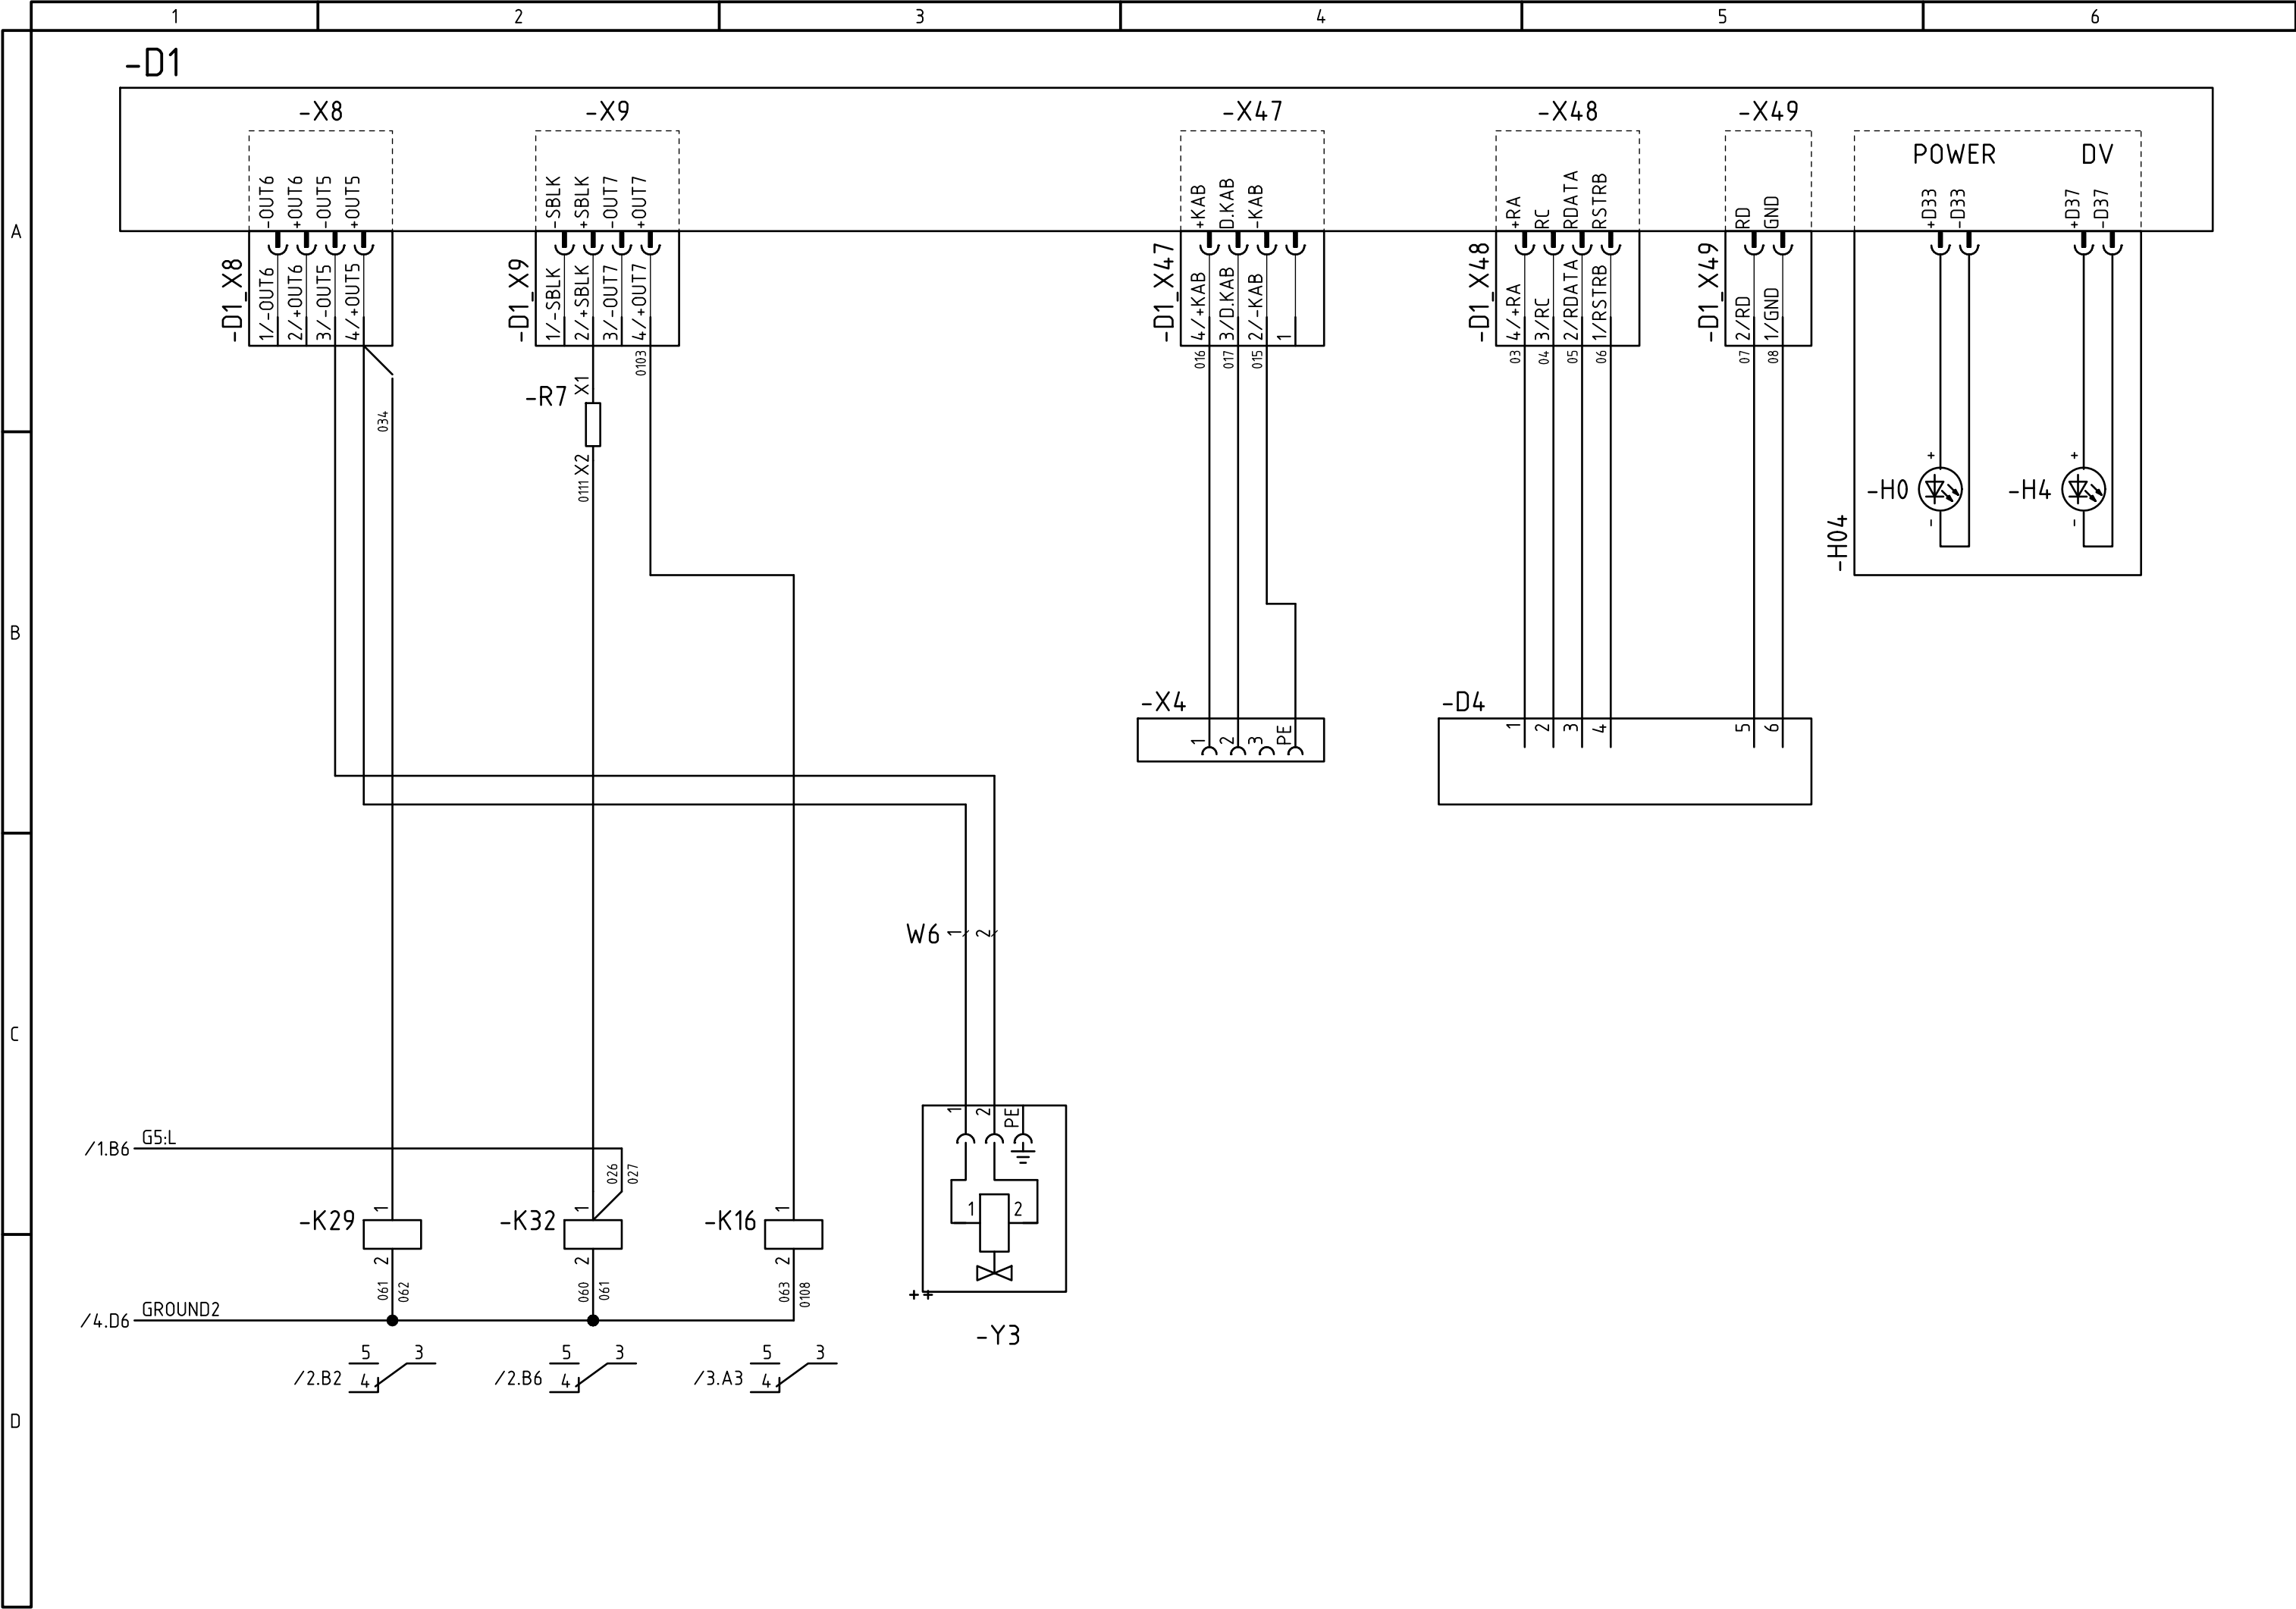 1 2 3 4 5 6
-D1
-X8 -X9 -X47 -X48 -X49
POWER DV
A
-OUT6 +OUT6 -OUT5 +OUT5
-SBLK +SBLK -OUT7 +OUT7
+KAB D.KAB -KAB
+RA RC RDATA RSTRB
RD GND
+D33 -D33 +D37 -D37
-D1_X8 1/-OUT6 2/+OUT6 3/-OUT5 4/+OUT5
-D1_X9 1/-SBLK 2/+SBLK 3/-OUT7 4/+OUT7
-D1_X47 4/+KAB 3/D.KAB 2/-KAB 1
-D1_X48 4/+RA 3/RC 2/RDATA 1/RSTRB
-D1_X49 2/RD 1/GND
0103 016 017 015 03 04 05 06 07 08
-R7 X1
034
X2
0111
+ +
-H0 -H4
- -
-H04
B
-X4 -D4
1 2 3 PE
1 2 3 4 5 6
W6 1 2
C
1 2 PE
/1.B6 G5:L
026 027
1 2
-K29 1 2
-K32 1 2
-K16 1 2
061 062 060 061 063 0108
/4.D6 GROUND2
++
-Y3
/2.B2 5 4 3
/2.B6 5 4 3
/3.A3 5 4 3
D